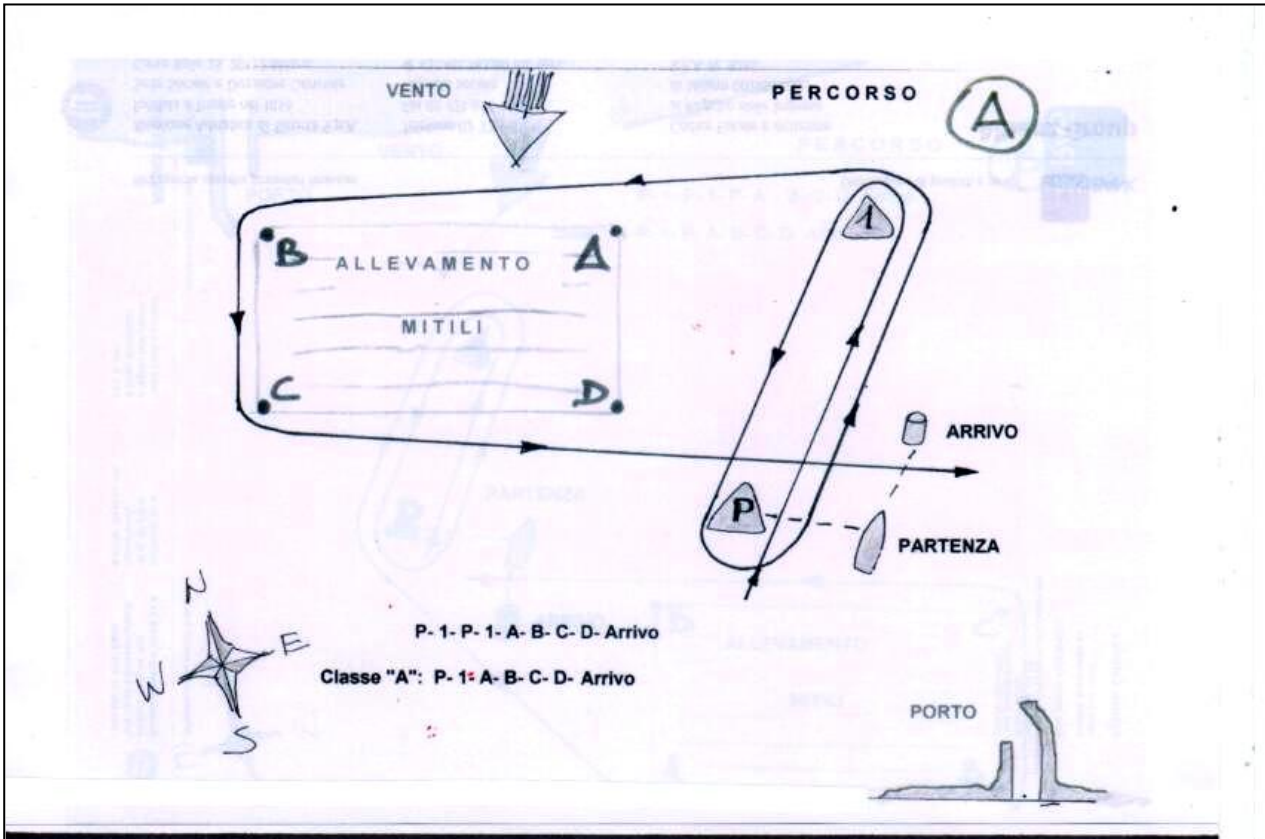 VENTO
PERCORSO A
1
B A
ALLEVAMENTO
MITILI
C D
ARRIVO
P
PARTENZA
N
E
W
S
P- 1- P- 1- A- B- C- D- Arrivo
Classe "A": P- 1- A- B- C- D- Arrivo
PORTO